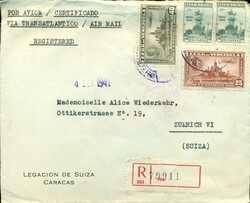 POR AVION / CERTIFICADO
VIA TRANSATLANTICO / AIR MAIL
REGISTERED
1941
Mademoiselle Alice Wiederkehr,
Ottikerstrasse N° 19,
ZUERICH VI
(SUIZA)
LEGACION DE SUIZA
CARACAS
R